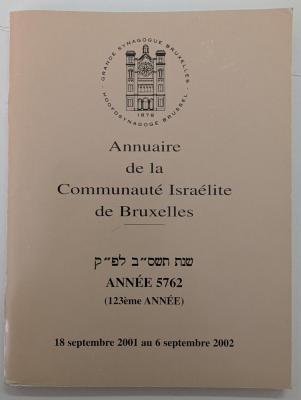 GRANDE SYNAGOGUE BRUXELLES
HOOFDSYNAGOGE BRUSSEL
1878
Annuaire
de la
Communauté Israélite
de Bruxelles
שנת תשס״ב לפ״ק
ANNÉE 5762
(123ème ANNÉE)
18 septembre 2001 au 6 septembre 2002